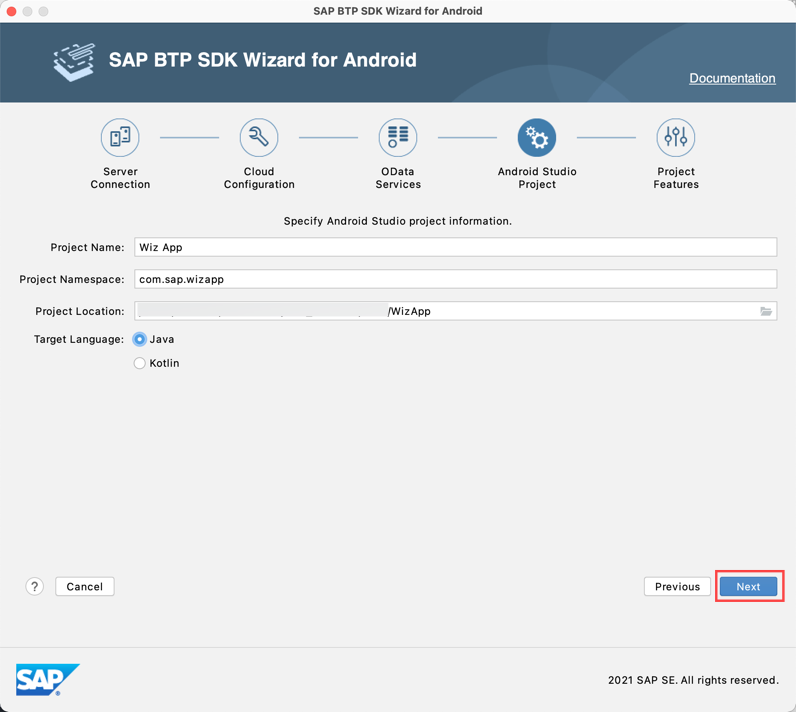 SAP BTP SDK Wizard for Android
SAP BTP SDK Wizard for Android
Documentation
Server Connection
Cloud Configuration
OData Services
Android Studio Project
Project Features
Specify Android Studio project information.
Project Name: Wiz App
Project Namespace: com.sap.wizapp
Project Location: /WizApp
Target Language: Java
Kotlin
? Cancel Previous Next
SAP ® 2021 SAP SE. All rights reserved.